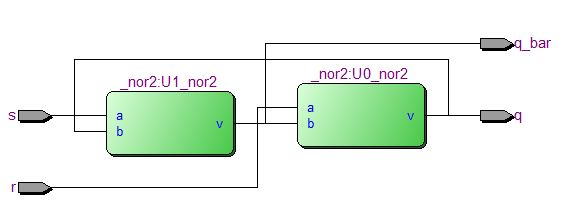 q_bar
_nor2:U1_nor2
_nor2:U0_nor2
s
a
b
v
a
b
v
q
r